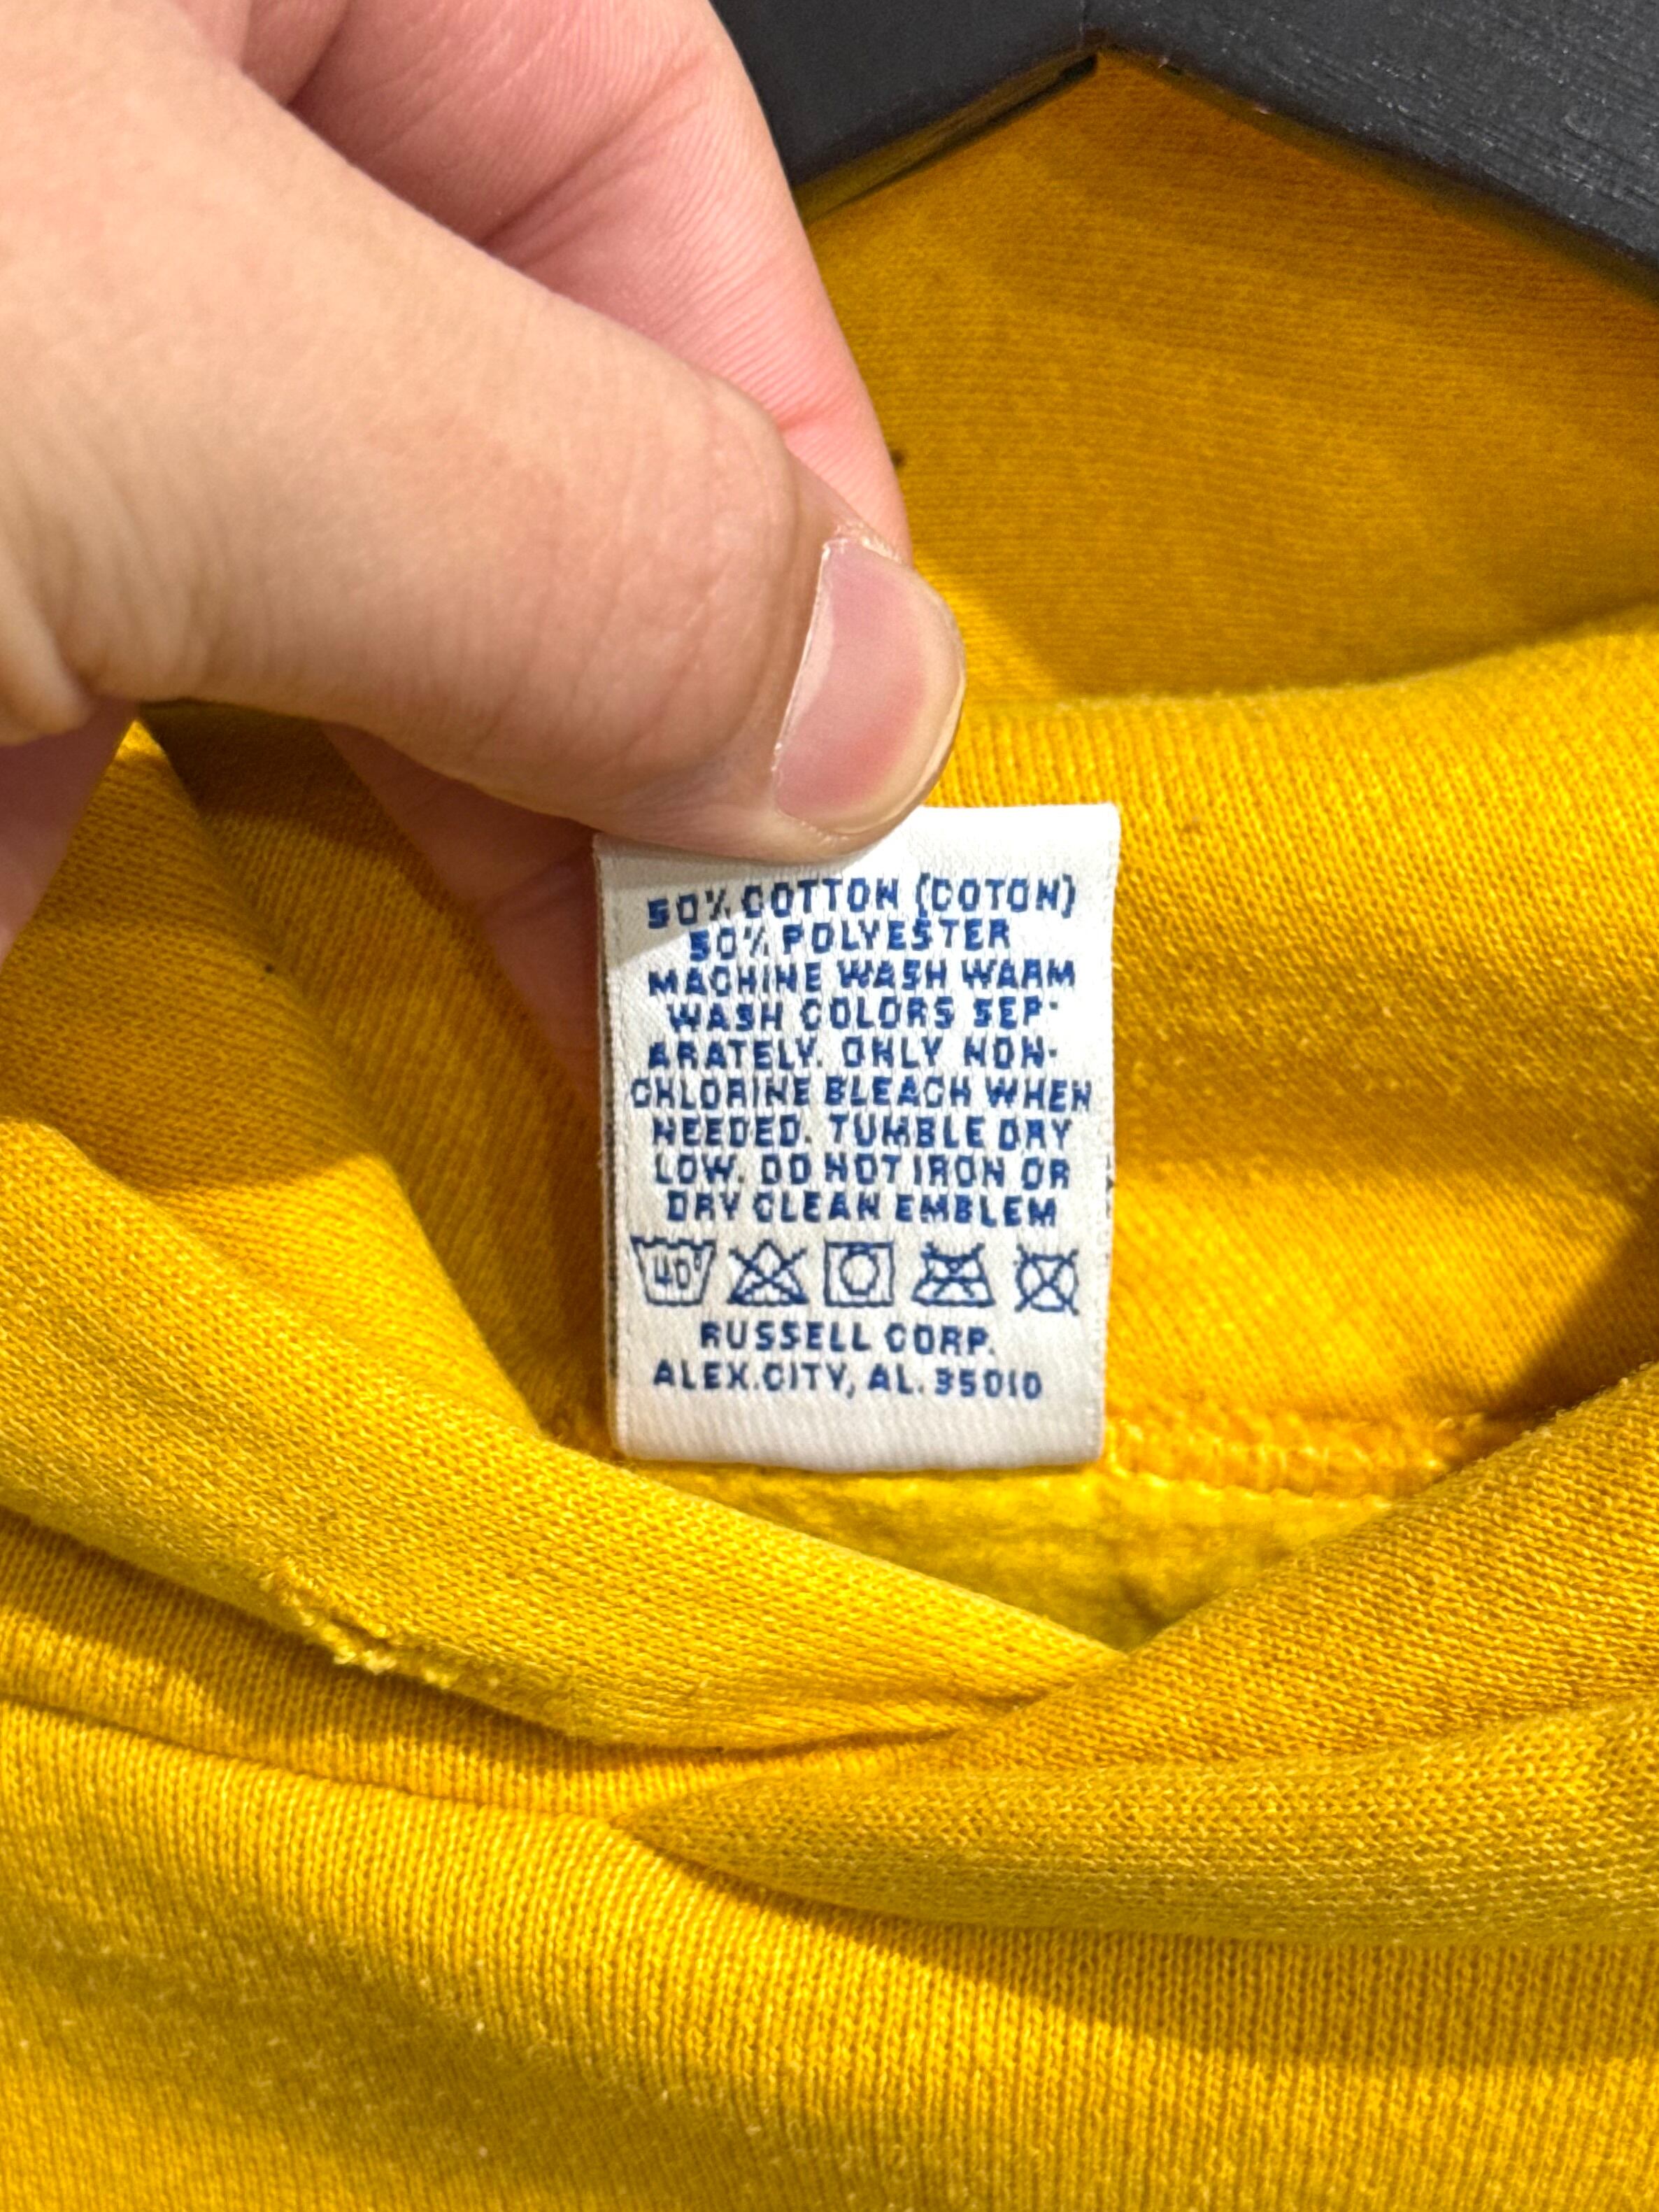 50% COTTON (COTON)
50% POLYESTER
MACHINE WASH WARM
WASH COLORS SEP-
ARATELY. ONLY NON-
CHLORINE BLEACH WHEN
NEEDED. TUMBLE DRY
LOW. DO NOT IRON OR
DRY CLEAN EMBLEM
40°
RUSSELL CORP.
ALEX.CITY, AL. 35010